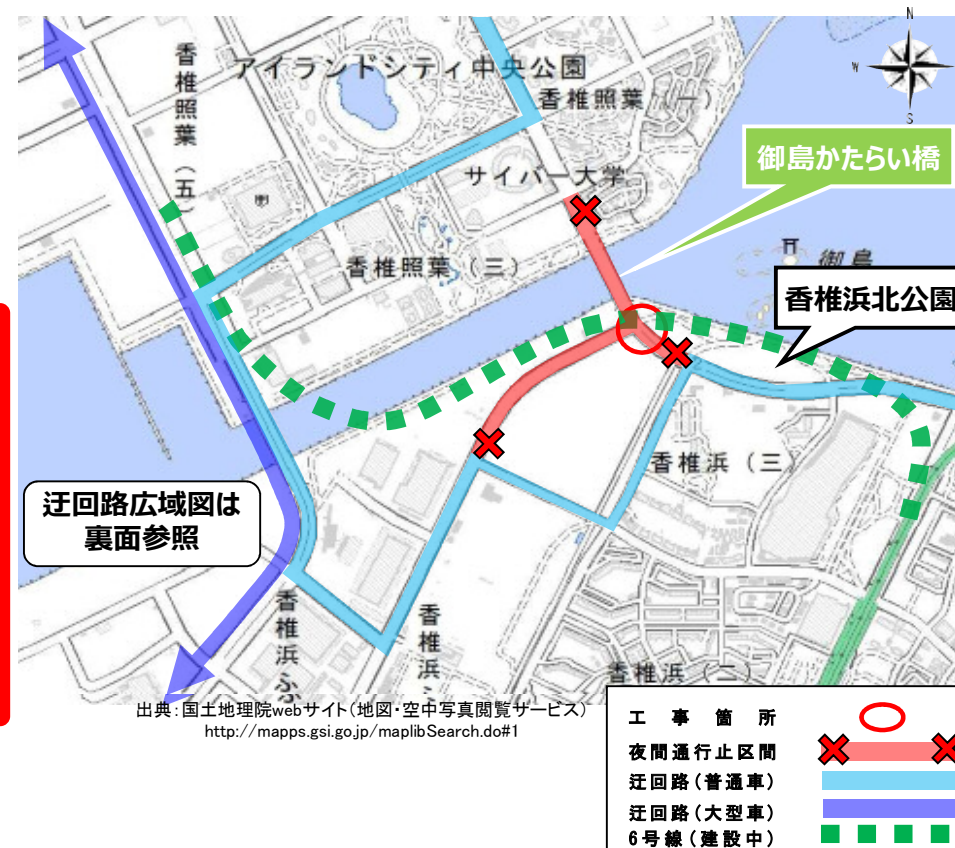 N
W
S
香椎照葉(五)
アイランドシティ中央公園
香椎照葉(一)
サイバー大学
御島かたらい橋
香椎照葉(三)
御島
香椎浜北公園
香椎浜(三)
迂回路広域図は
裏面参照
香椎浜ふ
香椎浜ふ
香椎浜(二)
出典:国土地理院webサイト(地図・空中写真閲覧サービス)
http://mapps.gsi.go.jp/maplibSearch.do#1
工事箇所
夜間通行止区間
迂回路(普通車)
迂回路(大型車)
6号線(建設中)